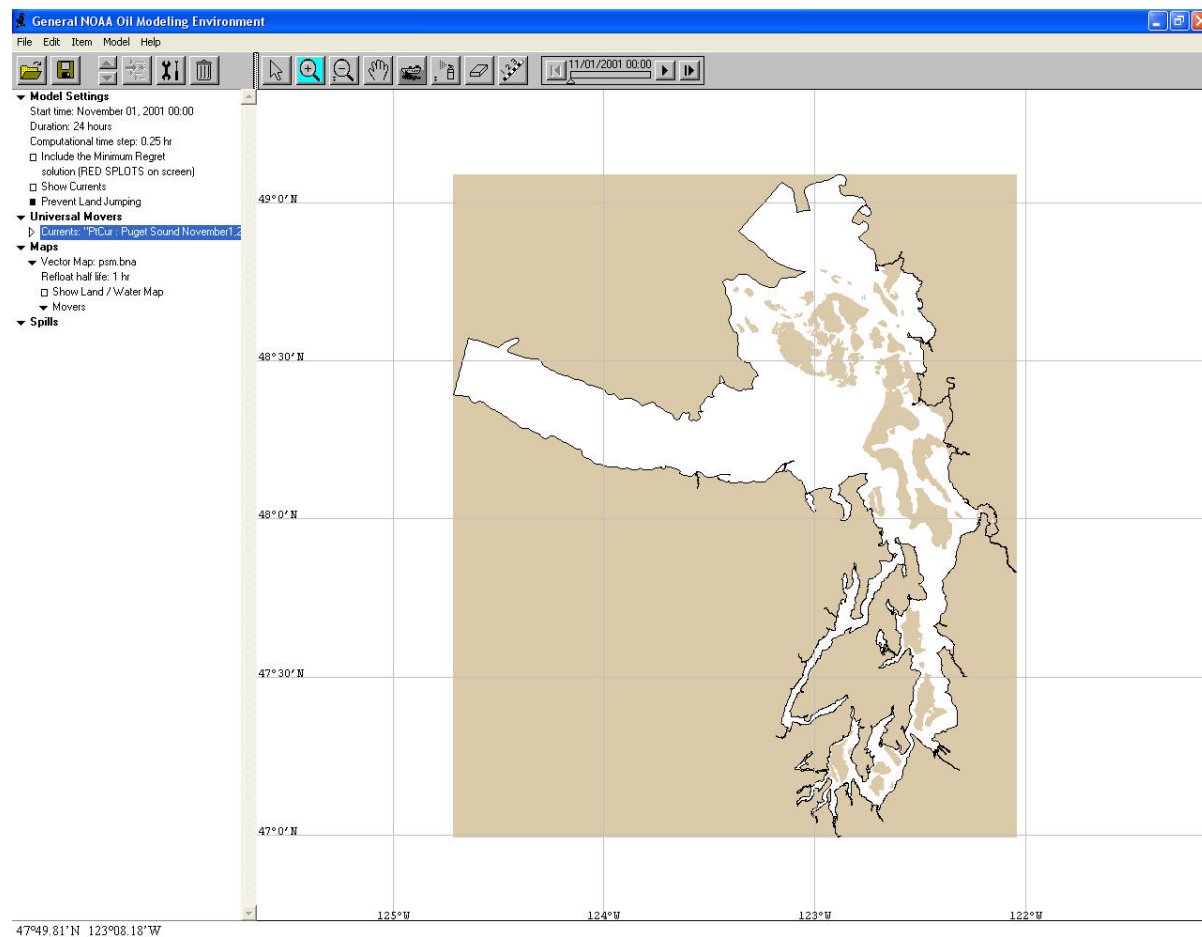 General NOAA Oil Modeling Environment
File Edit Item Model Help
11/01/2001 00:00
Model Settings
Start time: November 01, 2001 00:00
Duration: 24 hours
Computational time step: 0.25 hr
Include the Minimum Regret
solution (RED SPLOTS on screen)
Show Currents
Prevent Land Jumping
Universal Movers
Currents: "PtCur : Puget Sound November1,2
Maps
Vector Map: psm.bna
Refloat half life: 1 hr
Show Land / Water Map
Movers
Spills
49°0'N
48°30'N
48°0'N
47°30'N
47°0'N
125°W 124°W 123°W 122°W
47°49.81'N 123°08.18'W